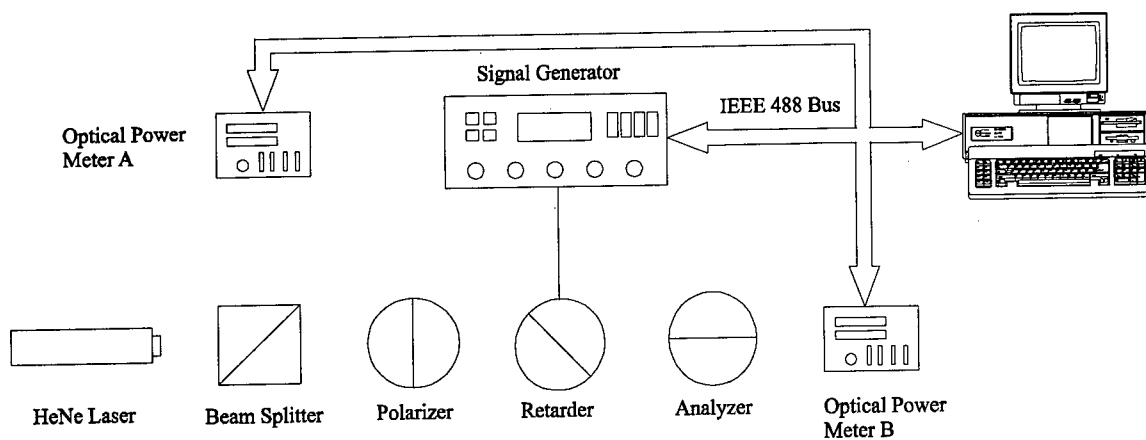 Signal Generator
IEEE 488 Bus
Optical Power
Meter A
HeNe Laser
Beam Splitter
Polarizer
Retarder
Analyzer
Optical Power
Meter B